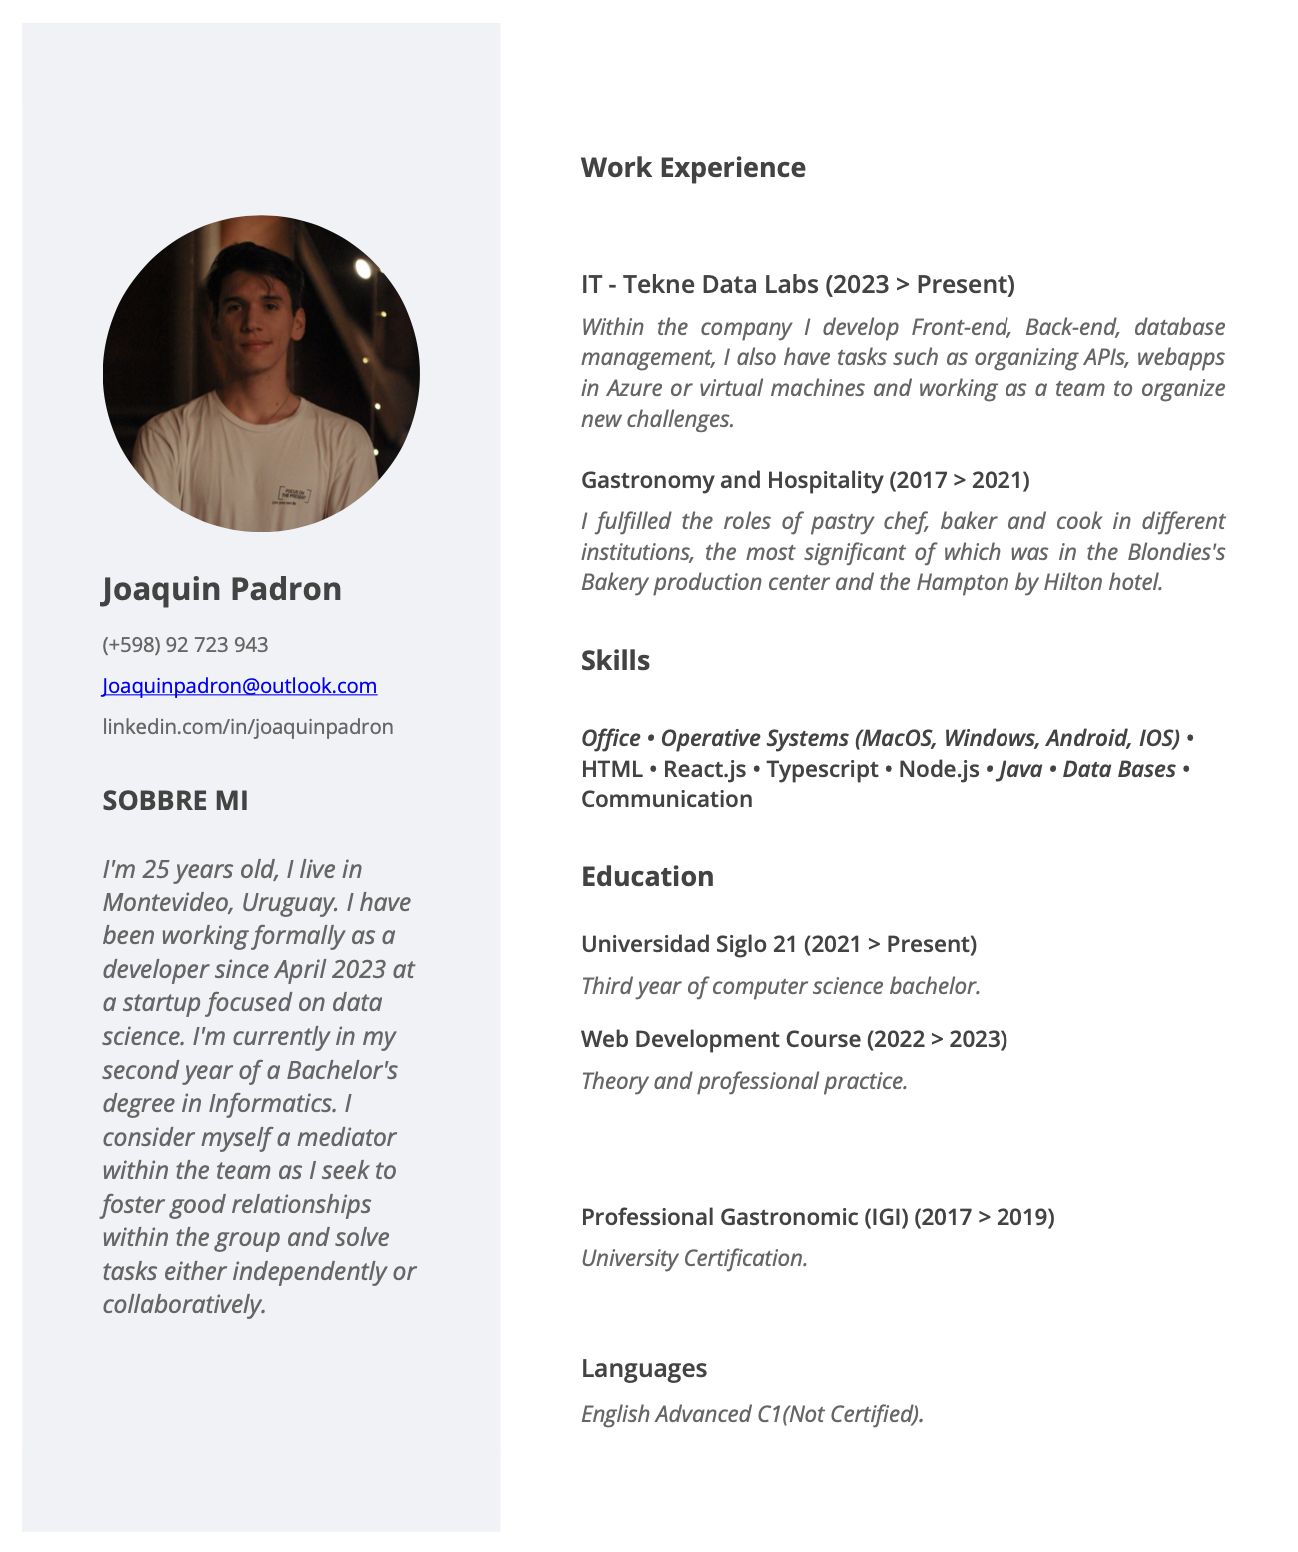 Joaquin Padron
(+598) 92 723 943
Joaquinpadron@outlook.com
linkedin.com/in/joaquinpadron
SOBBRE MI
I'm 25 years old, I live in
Montevideo, Uruguay. I have
been working formally as a
developer since April 2023 at
a startup focused on data
science. I'm currently in my
second year of a Bachelor's
degree in Informatics. I
consider myself a mediator
within the team as I seek to
foster good relationships
within the group and solve
tasks either independently or
collaboratively.
Work Experience
IT - Tekne Data Labs (2023 > Present)
Within the company I develop Front-end, Back-end, database
management, I also have tasks such as organizing APIs, webapps
in Azure or virtual machines and working as a team to organize
new challenges.
Gastronomy and Hospitality (2017 > 2021)
I fulfilled the roles of pastry chef, baker and cook in different
institutions, the most significant of which was in the Blondies's
Bakery production center and the Hampton by Hilton hotel.
Skills
Office • Operative Systems (MacOS, Windows, Android, IOS) •
HTML • React.js • Typescript • Node.js • Java • Data Bases •
Communication
Education
Universidad Siglo 21 (2021 > Present)
Third year of computer science bachelor.
Web Development Course (2022 > 2023)
Theory and professional practice.
Professional Gastronomic (IGI) (2017 > 2019)
University Certification.
Languages
English Advanced C1(Not Certified).